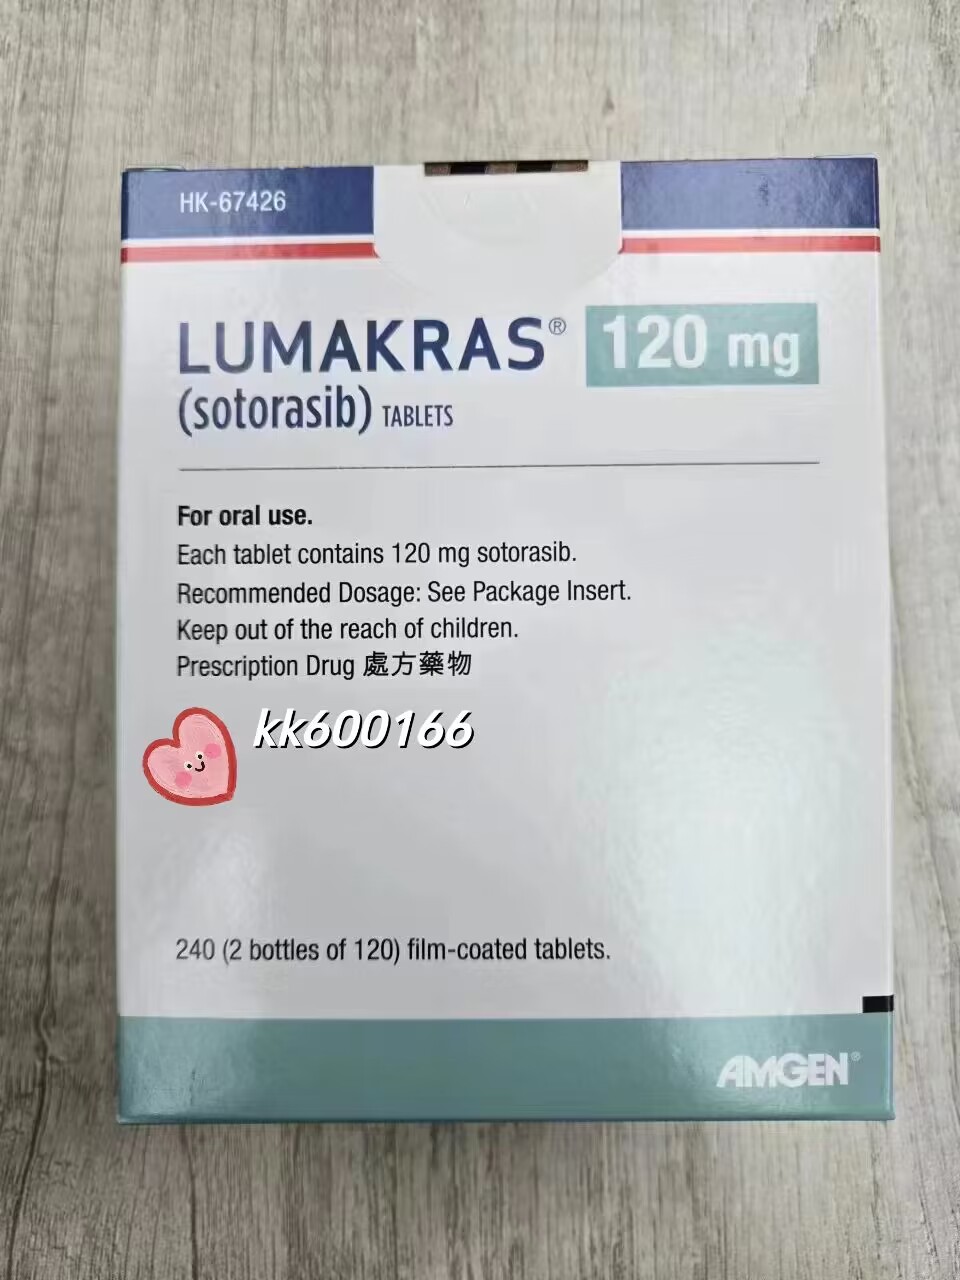 HK-67426
LUMAKRAS® 120 mg
(sotorasib) TABLETS
For oral use.
Each tablet contains 120 mg sotorasib.
Recommended Dosage: See Package Insert.
Keep out of the reach of children.
Prescription Drug 處方藥物
kk600166
240 (2 bottles of 120) film-coated tablets.
AMGEN®